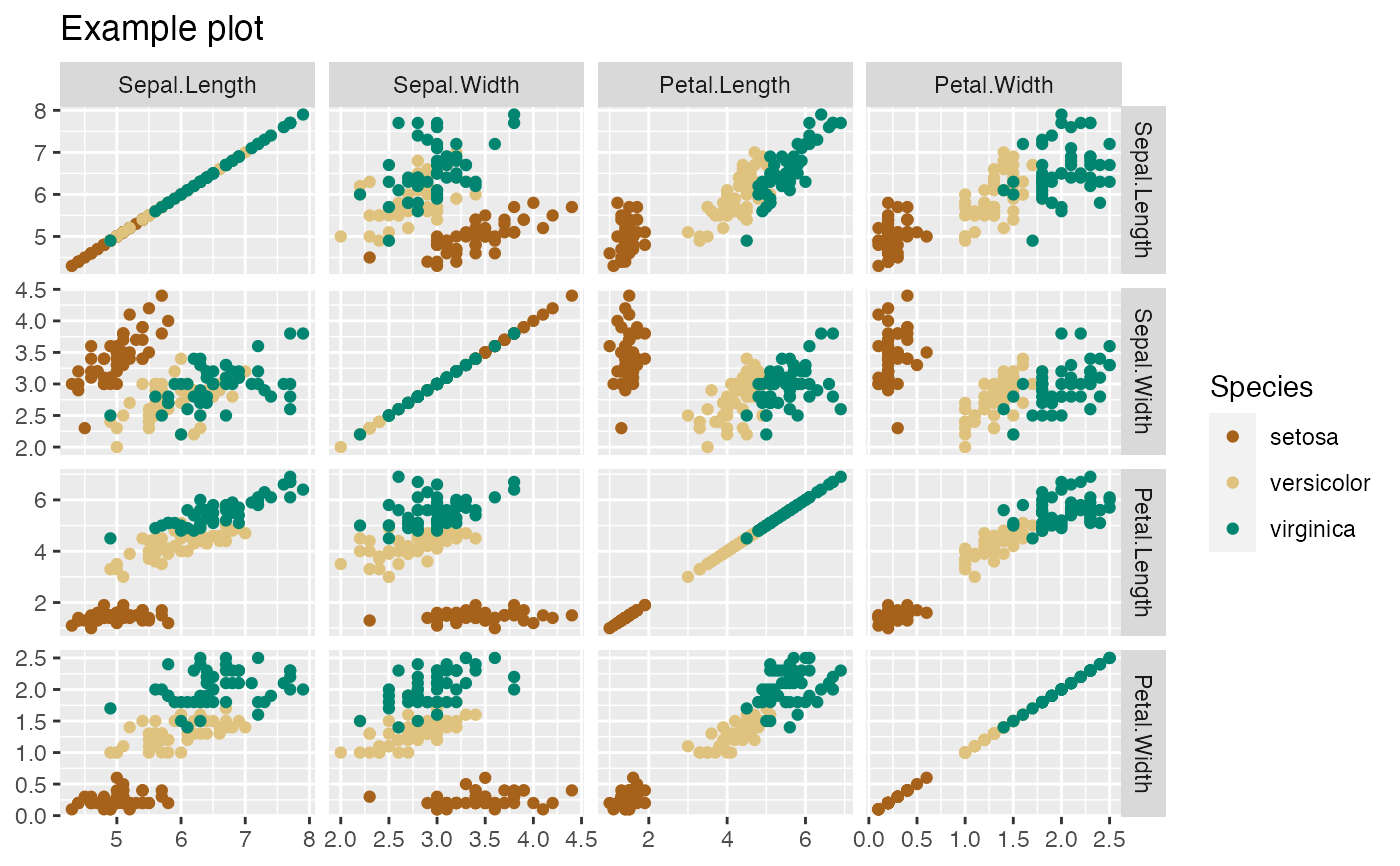 Example plot
Sepal.Length Sepal.Width Petal.Length Petal.Width
8
7
6
5
Sepal.Length
4.5
4.0
3.5
3.0
2.5
2.0
Sepal.Width
6
4
2
Petal.Length
2.5
2.0
1.5
1.0
0.5
0.0
Petal.Width
5 6 7 8 2.0 2.5 3.0 3.5 4.0 4.5 2 4 6 0.0 0.5 1.0 1.5 2.0 2.5
Species
setosa
versicolor
virginica